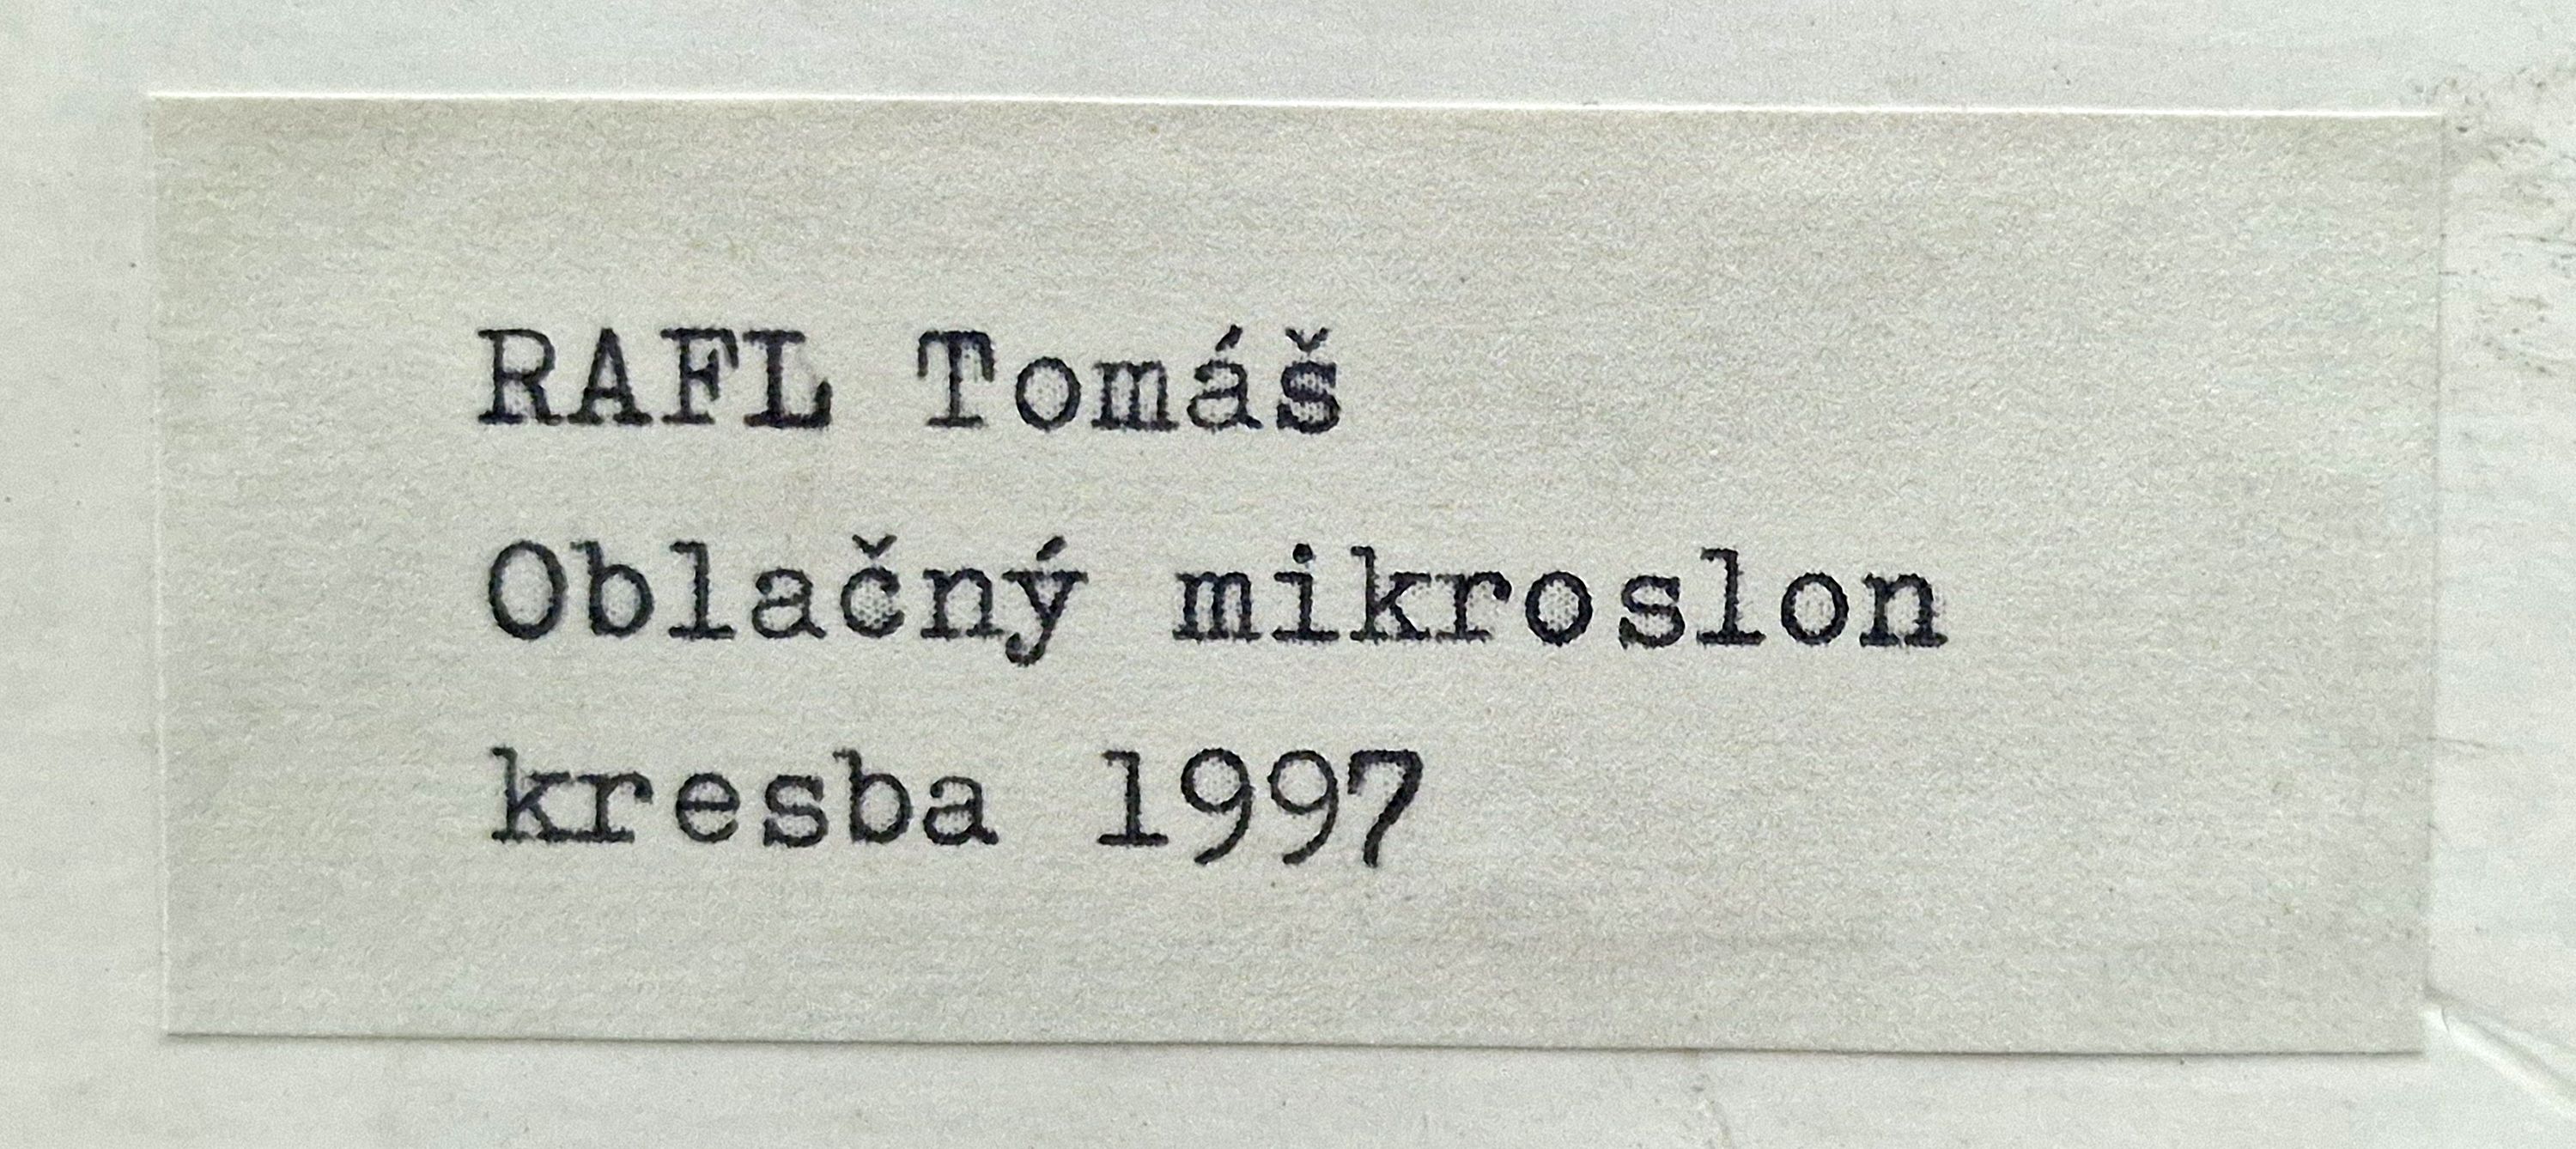 RAFL Tomáš
Oblačný mikroslon
kresba 1997